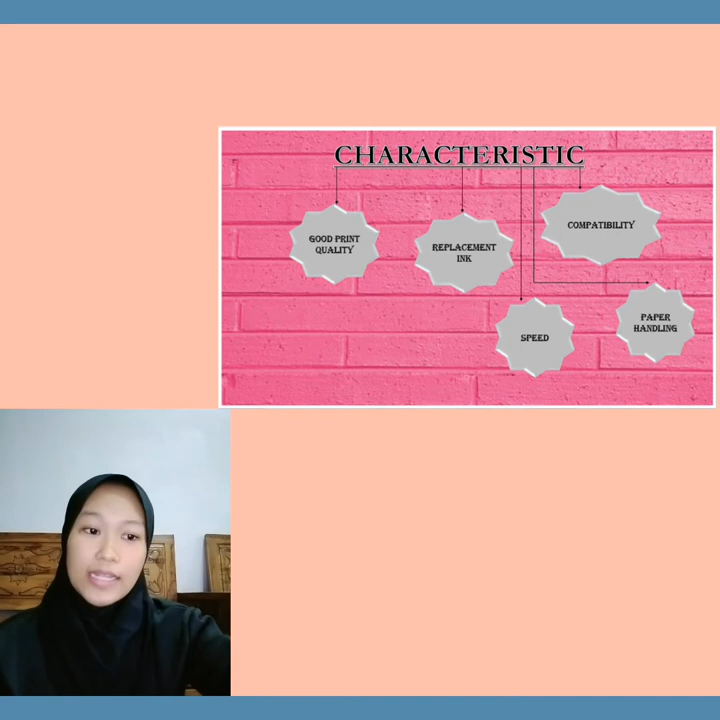 CHARACTERISTIC
GOOD PRINT
QUALITY
REPLACEMENT
INK
COMPATIBILITY
SPEED
PAPER
HANDLING